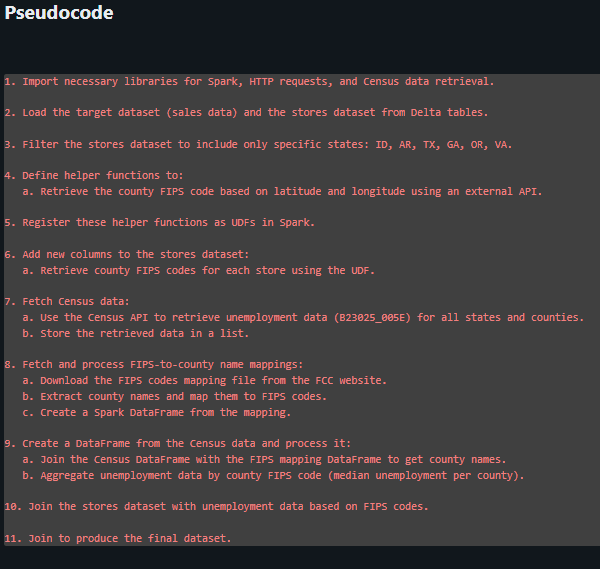 Pseudocode
1. Import necessary libraries for Spark, HTTP requests, and Census data retrieval.
2. Load the target dataset (sales data) and the stores dataset from Delta tables.
3. Filter the stores dataset to include only specific states: ID, AR, TX, GA, OR, VA.
4. Define helper functions to:
a. Retrieve the county FIPS code based on latitude and longitude using an external API.
5. Register these helper functions as UDFs in Spark.
6. Add new columns to the stores dataset:
a. Retrieve county FIPS codes for each store using the UDF.
7. Fetch Census data:
a. Use the Census API to retrieve unemployment data (B23025_005E) for all states and counties.
b. Store the retrieved data in a list.
8. Fetch and process FIPS-to-county name mappings:
a. Download the FIPS codes mapping file from the FCC website.
b. Extract county names and map them to FIPS codes.
c. Create a Spark DataFrame from the mapping.
9. Create a DataFrame from the Census data and process it:
a. Join the Census DataFrame with the FIPS mapping DataFrame to get county names.
b. Aggregate unemployment data by county FIPS code (median unemployment per county).
10. Join the stores dataset with unemployment data based on FIPS codes.
11. Join to produce the final dataset.